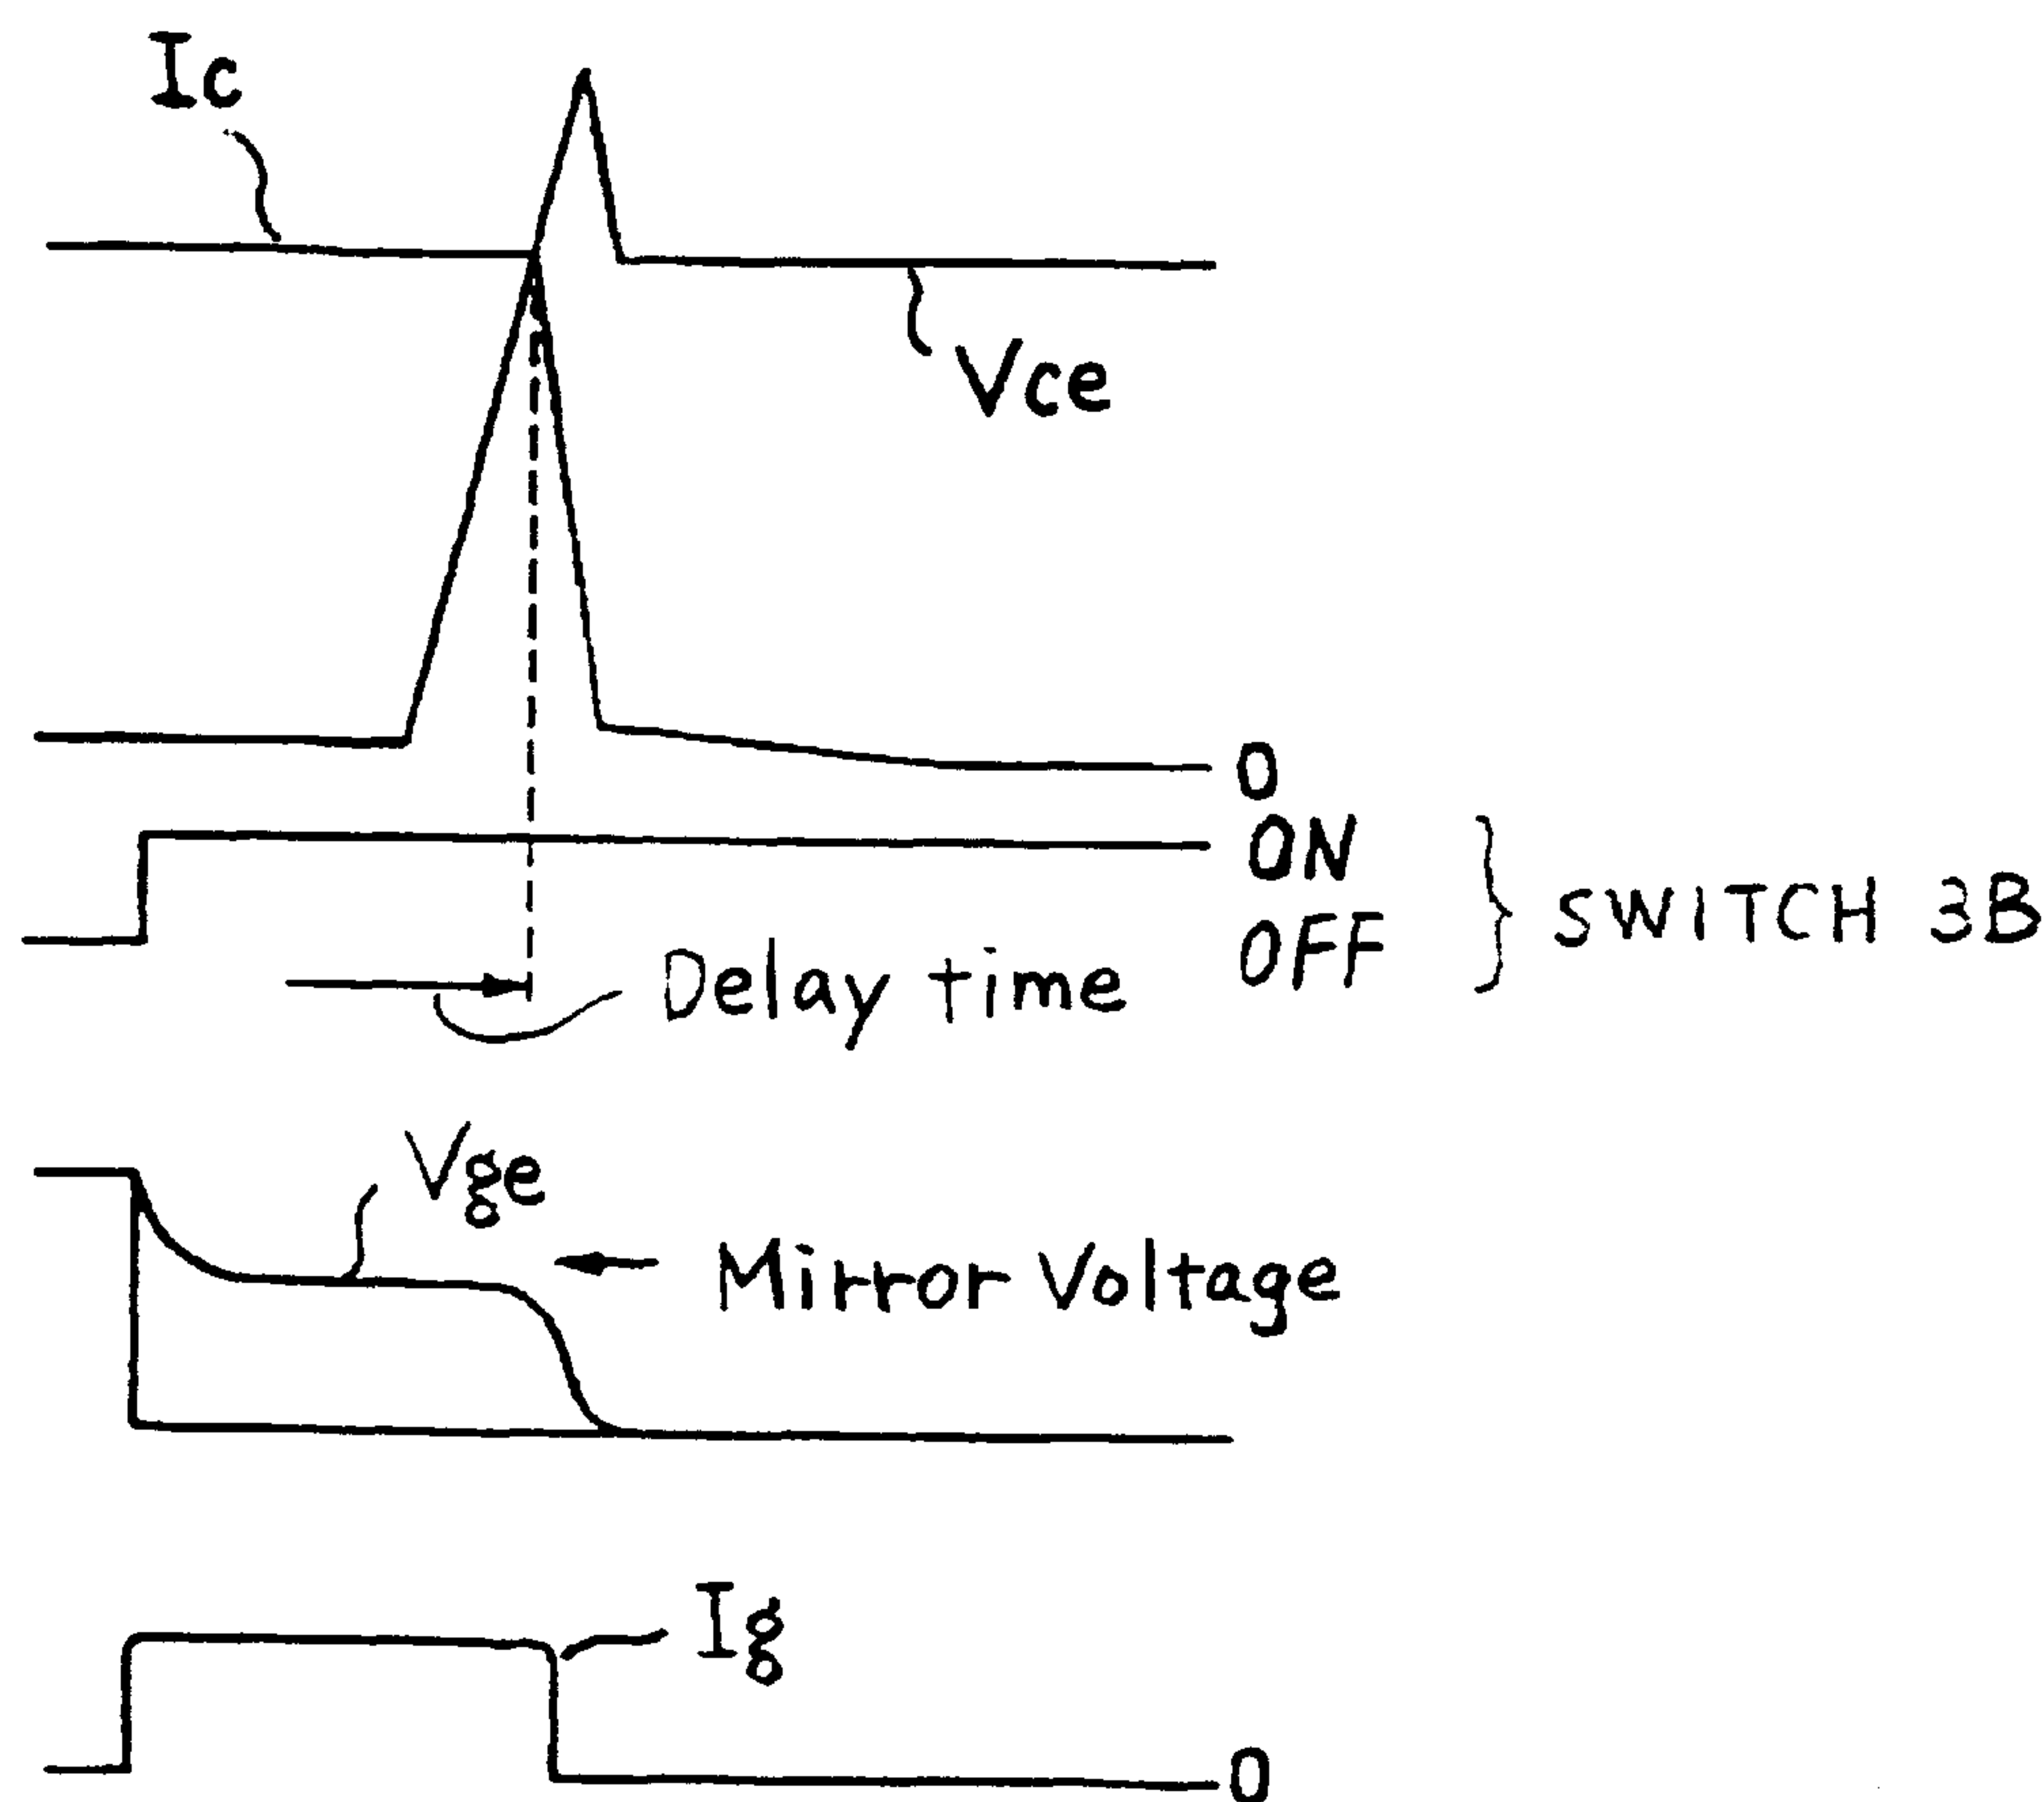 Ic
Vce
0
ON
OFF
SWITCH 3B
Delay time
Vge
Mirror Voltage
Ig
0